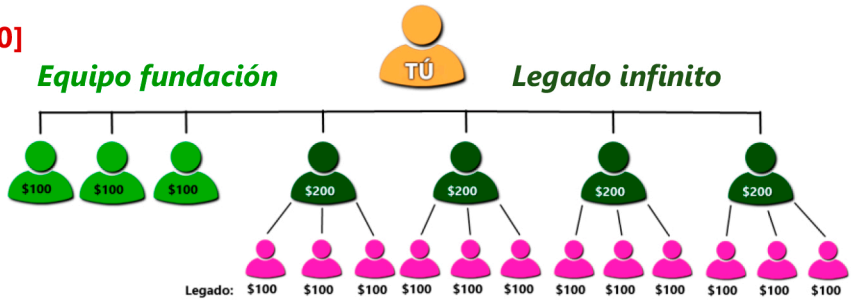 0]
TÚ
Equipo fundación Legado infinito
$100 $100 $100 $200 $200 $200 $200
Legado: $100 $100 $100 $100 $100 $100 $100 $100 $100 $100 $100 $100